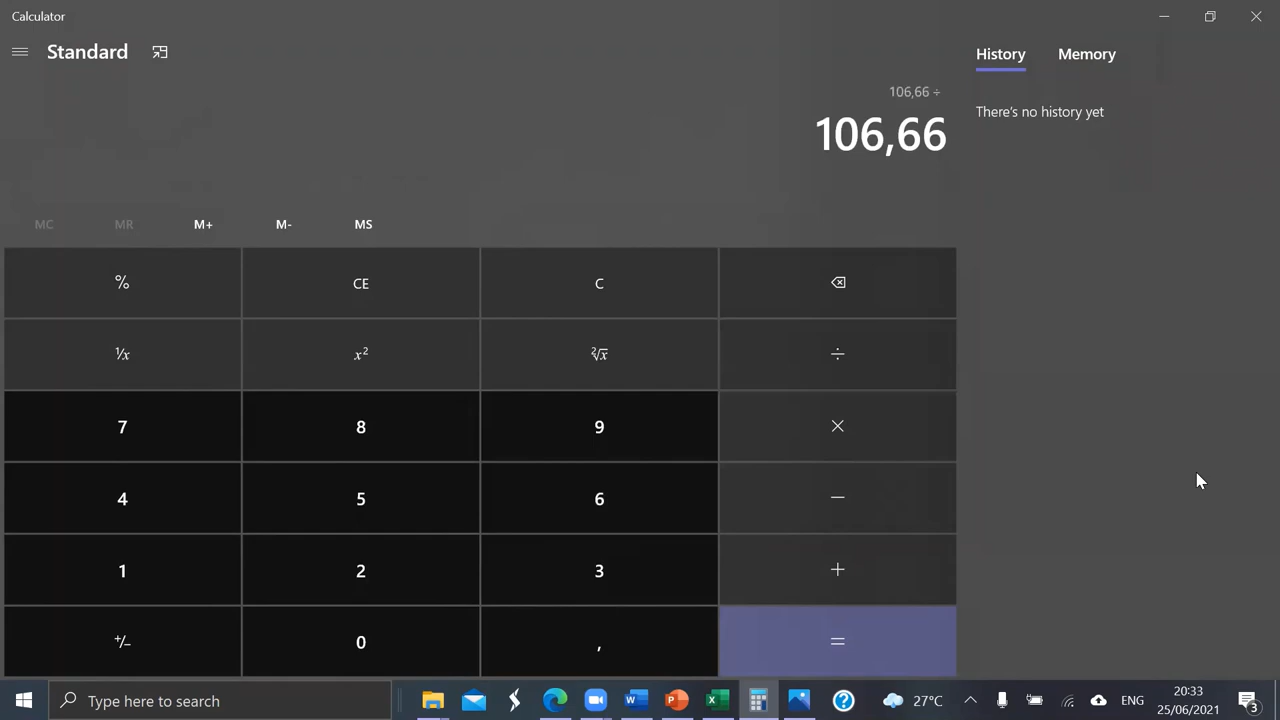 Calculator
Standard
History
Memory
106,66 ÷
106,66
There's no history yet
MC
MR
M+
M-
MS
%
CE
C
⅟x
x²
²√x
÷
7
8
9
×
4
5
6
−
1
2
3
+
+/−
0
,
=
Type here to search
27°C
ENG
20:33
25/06/2021
3